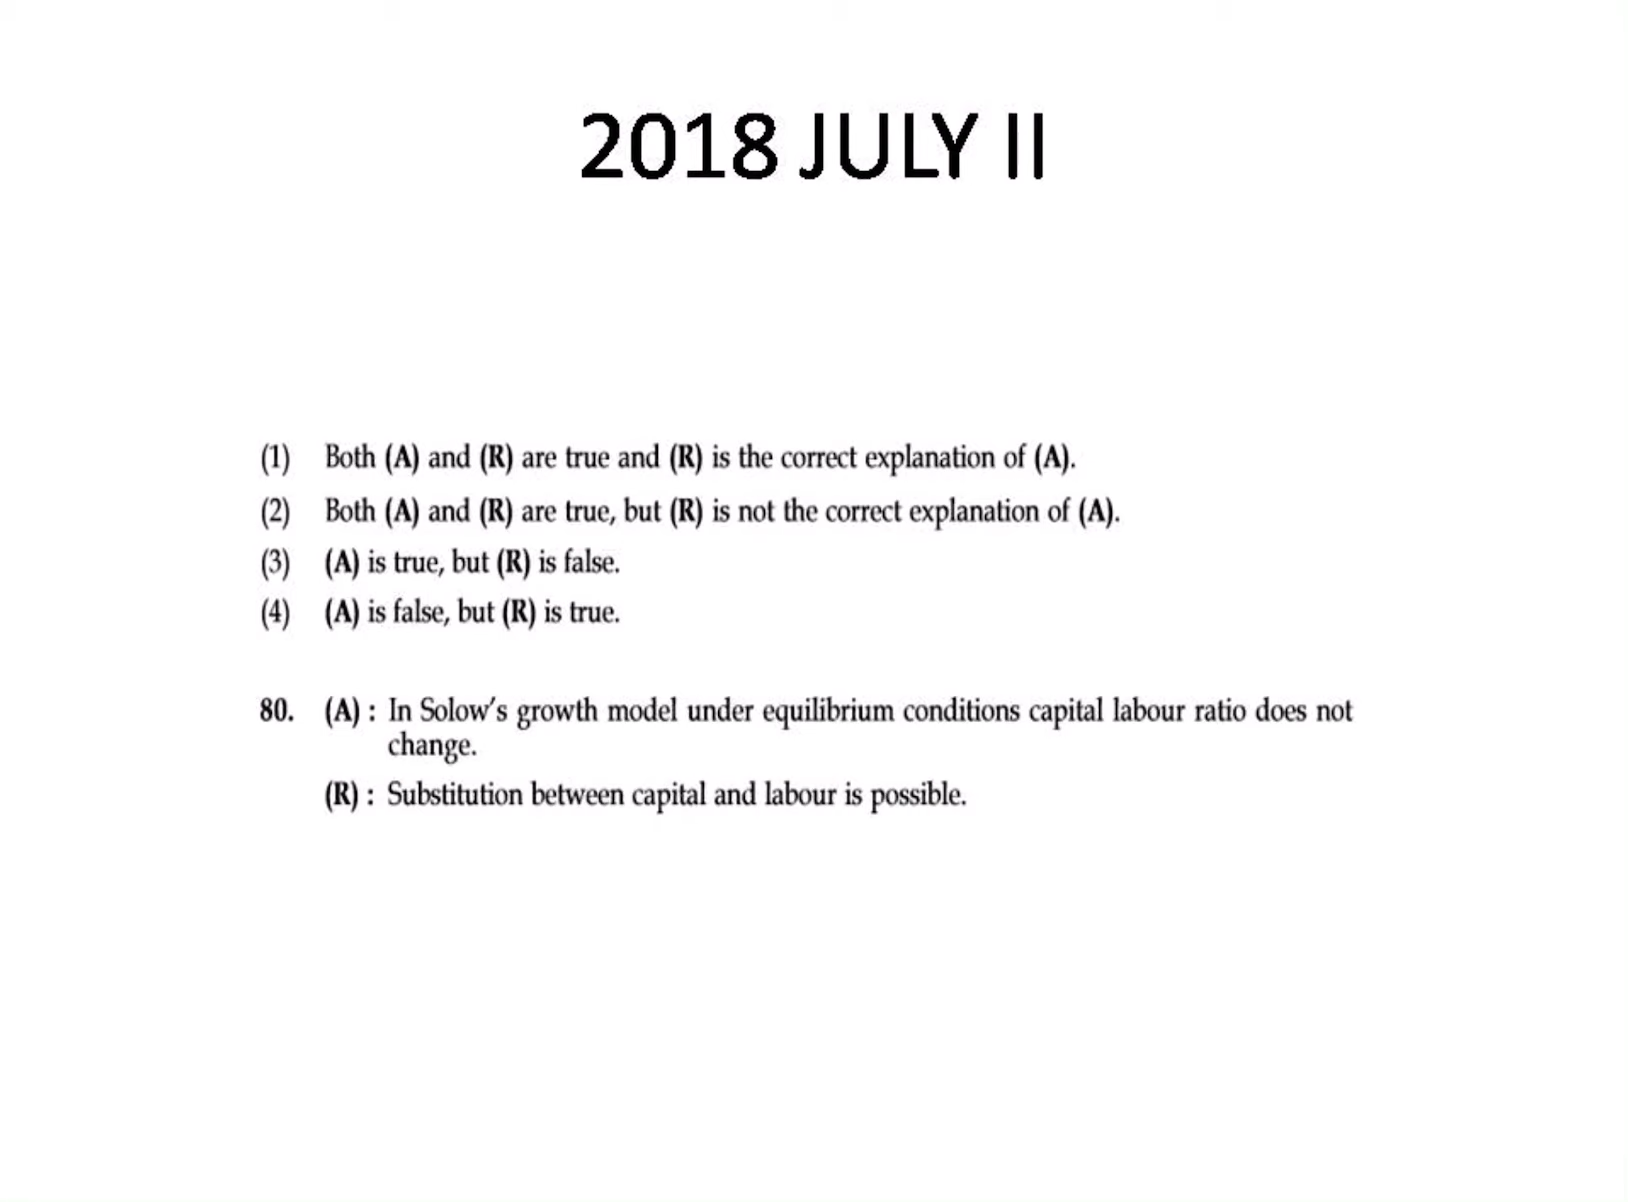 2018 JULY II
(1) Both (A) and (R) are true and (R) is the correct explanation of (A).
(2) Both (A) and (R) are true, but (R) is not the correct explanation of (A).
(3) (A) is true, but (R) is false.
(4) (A) is false, but (R) is true.
80. (A) : In Solow's growth model under equilibrium conditions capital labour ratio does not
change.
(R) : Substitution between capital and labour is possible.